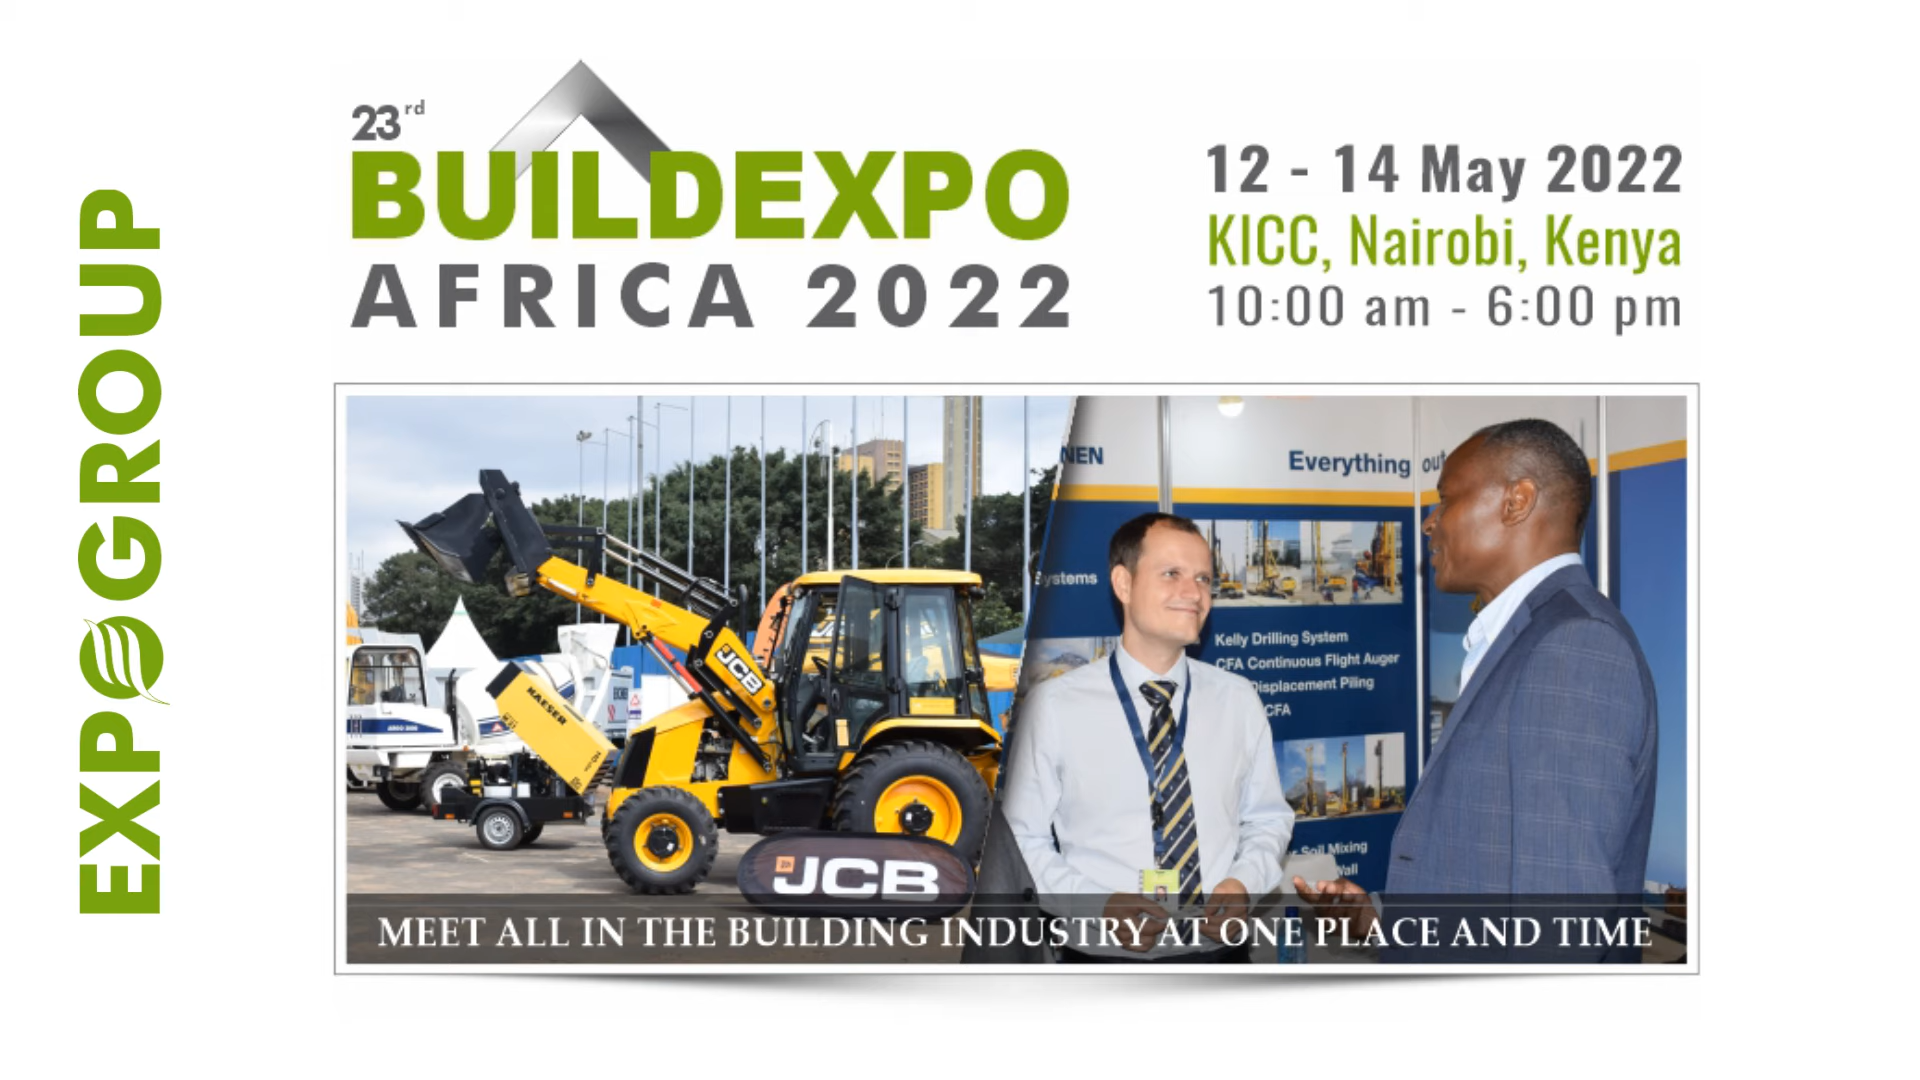 EXPOGROUP
23rd
BUILDEXPO
AFRICA 2022
12 - 14 May 2022
KICC, Nairobi, Kenya
10:00 am - 6:00 pm
NEN
Everything out
Systems
Kelly Drilling System
CFA Continuous Flight Auger
Displacement Piling
CFA
Soil Mixing
Wall
JCB
KAESER
JCB
MEET ALL IN THE BUILDING INDUSTRY AT ONE PLACE AND TIME